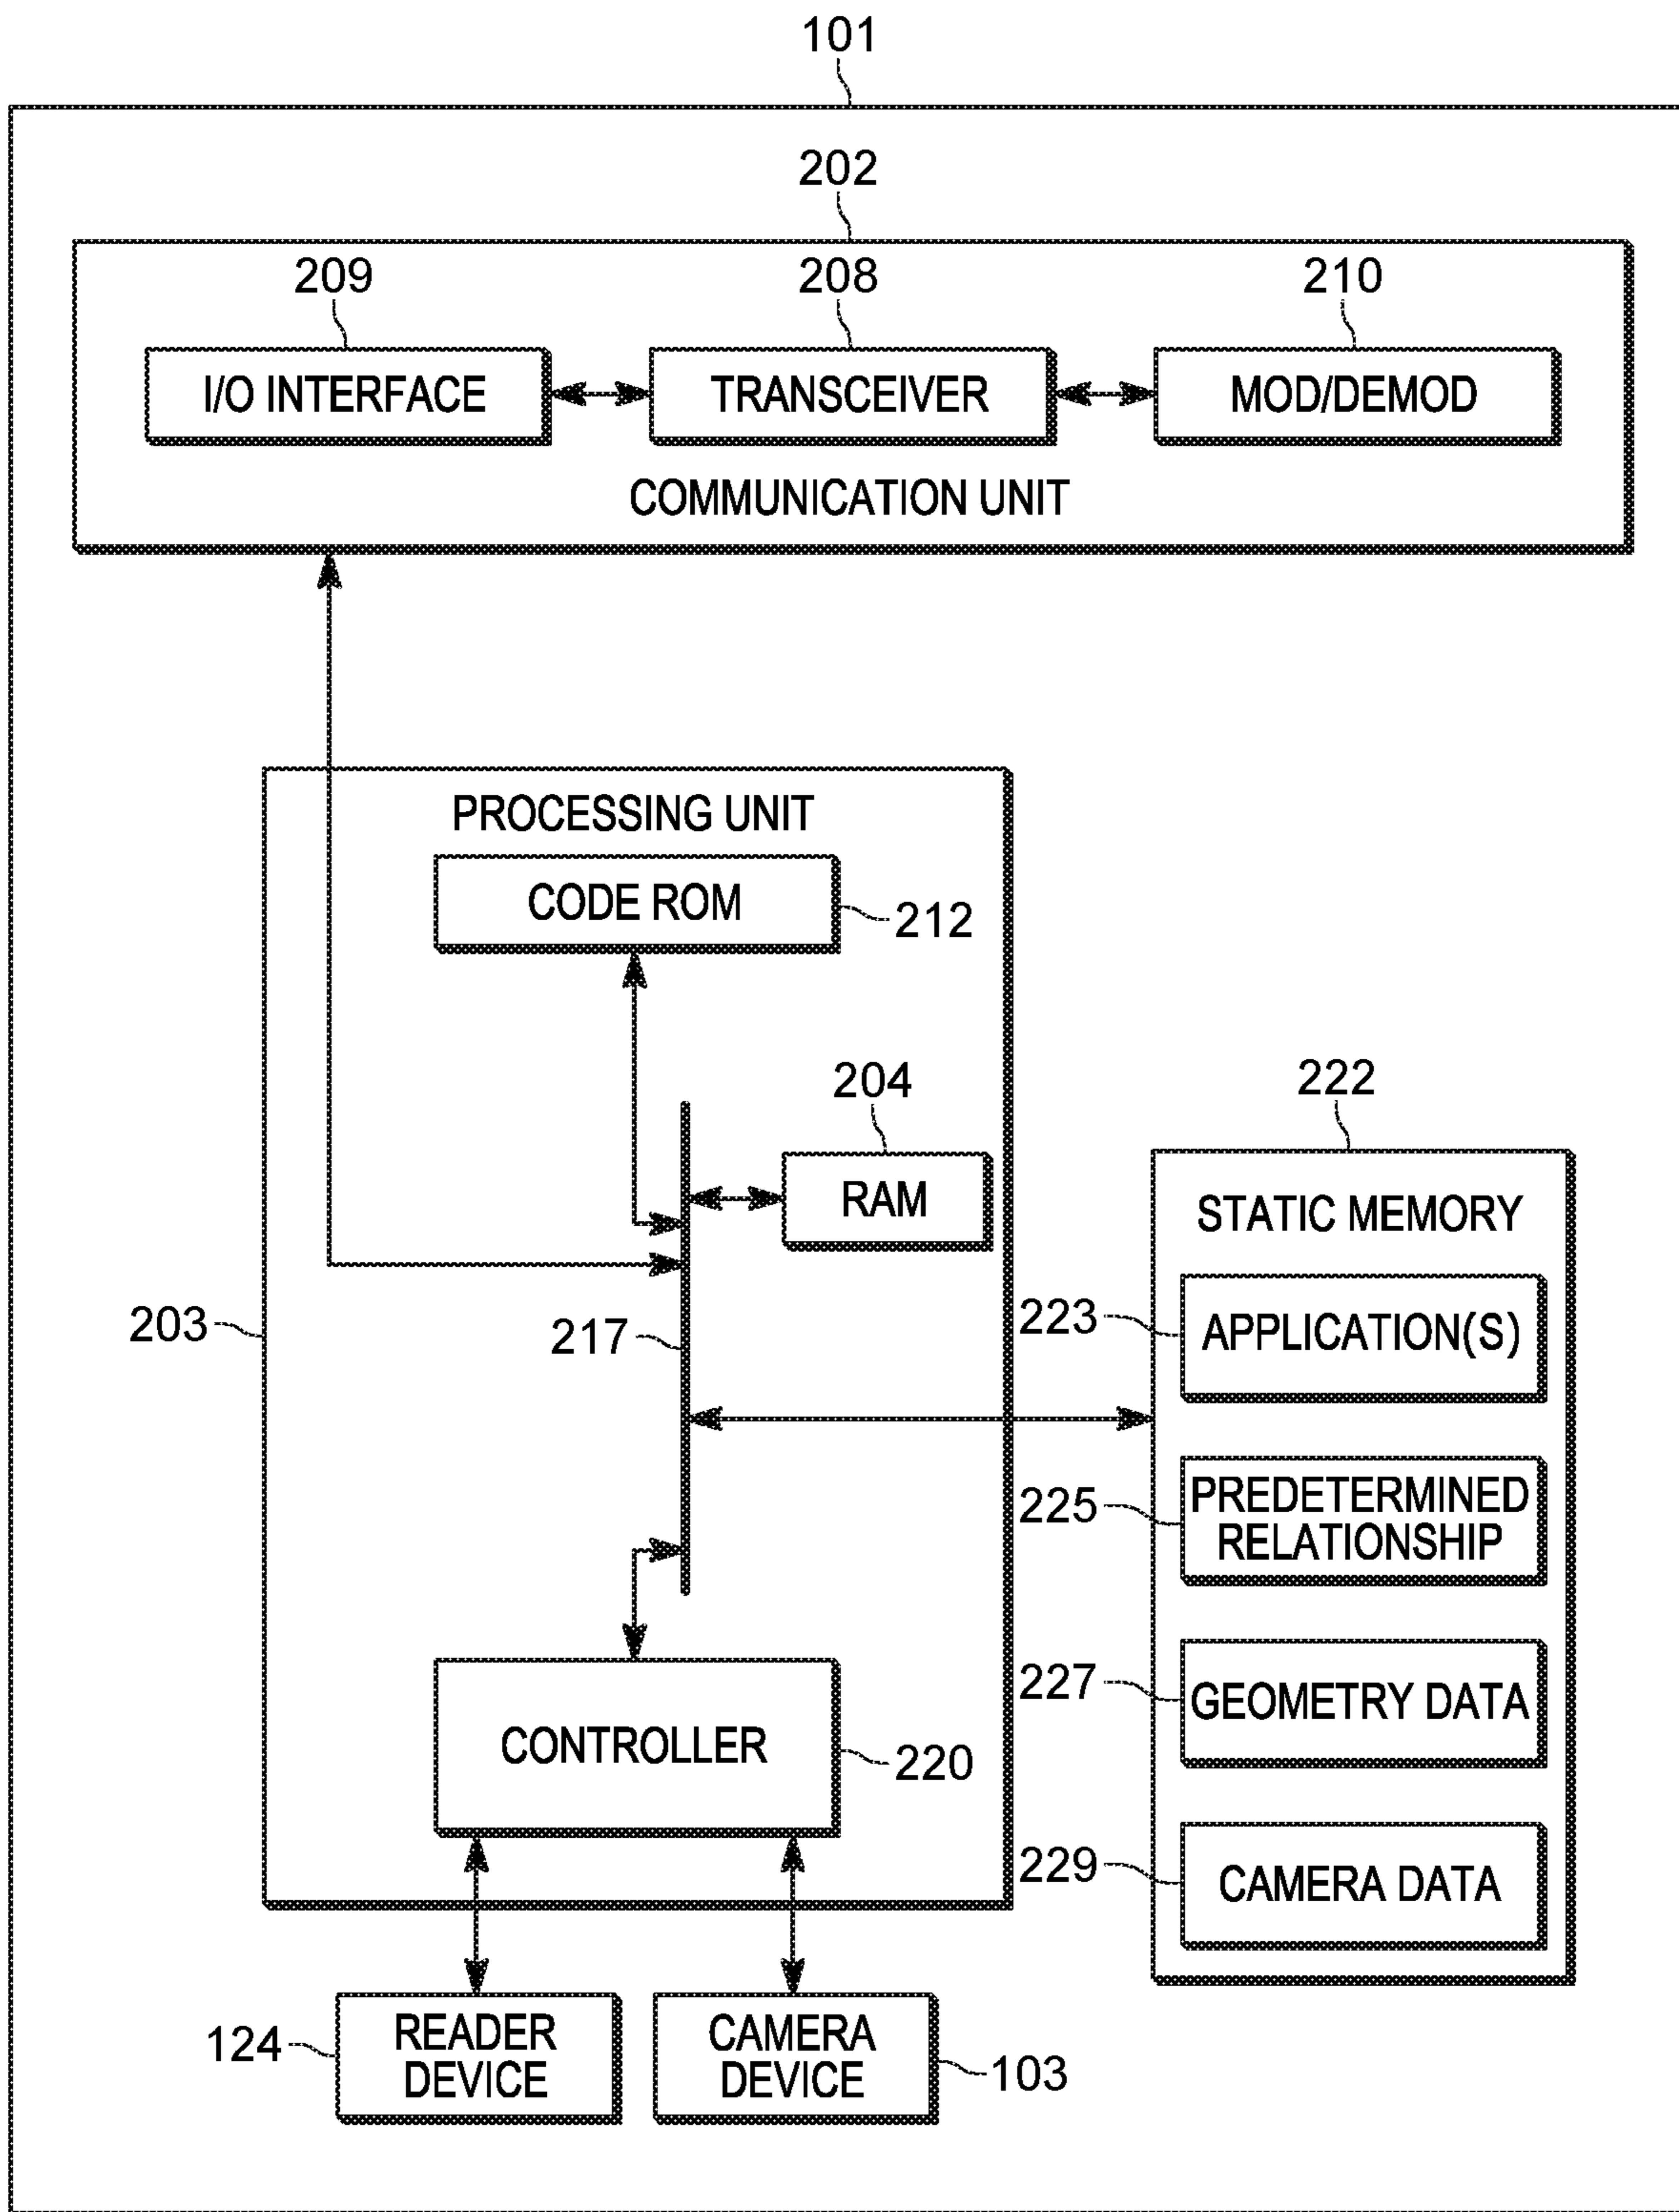 101
202
209
208
210
I/O INTERFACE
TRANSCEIVER
MOD/DEMOD
COMMUNICATION UNIT
PROCESSING UNIT
CODE ROM
212
204
RAM
222
STATIC MEMORY
203
217
223
APPLICATION(S)
225
PREDETERMINED
RELATIONSHIP
227
GEOMETRY DATA
CONTROLLER
220
229
CAMERA DATA
124
READER
DEVICE
CAMERA
DEVICE
103